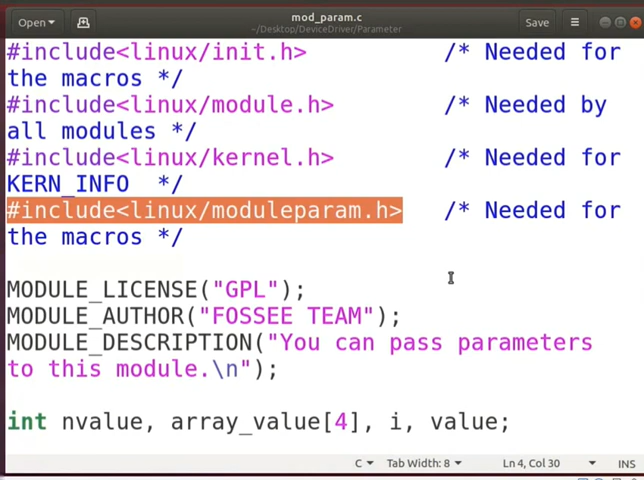 Open
mod_param.c
~/Desktop/DeviceDriver/Parameter
Save
#include<linux/init.h> /* Needed for
the macros */
#include<linux/module.h> /* Needed by
all modules */
#include<linux/kernel.h> /* Needed for
KERN_INFO */
#include<linux/moduleparam.h> /* Needed for
the macros */
MODULE_LICENSE("GPL");
MODULE_AUTHOR("FOSSEE TEAM");
MODULE_DESCRIPTION("You can pass parameters
to this module.\n");
int nvalue, array_value[4], i, value;
C Tab Width: 8 Ln 4, Col 30 INS